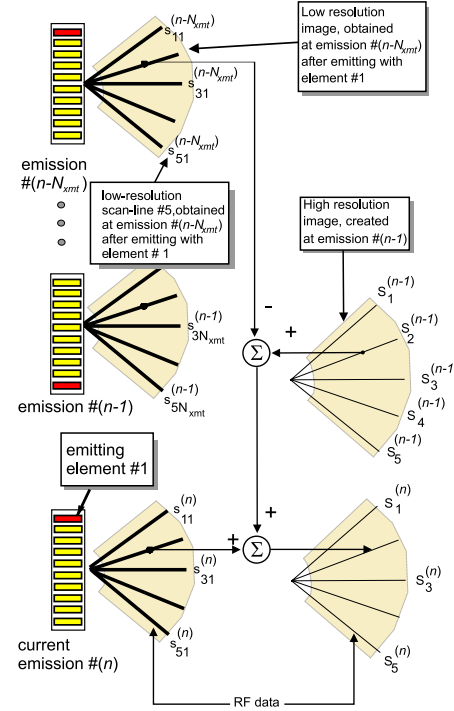 s11(n-Nxmt)
(n-Nxmt)
s31
(n-Nxmt)
s51
Low resolution
image, obtained
at emission #(n-Nxmt)
after emitting with
element #1
emission
#(n-Nxmt)
low-resolution
scan-line #5,obtained
at emission #(n-Nxmt)
after emitting with
element # 1
High resolution
image, created
at emission #(n-1)
(n-1)
s3Nxmt
(n-1)
s5Nxmt
emission #(n-1)
-
+
Σ
S1(n-1)
S2(n-1)
S3(n-1
S4(n-1)
S5(n-1)
emitting
element #1
s11(n)
s31(n)
s51(n)
+
+
Σ
S1(n)
S3(n)
S5(n)
current
emission #(n)
RF data